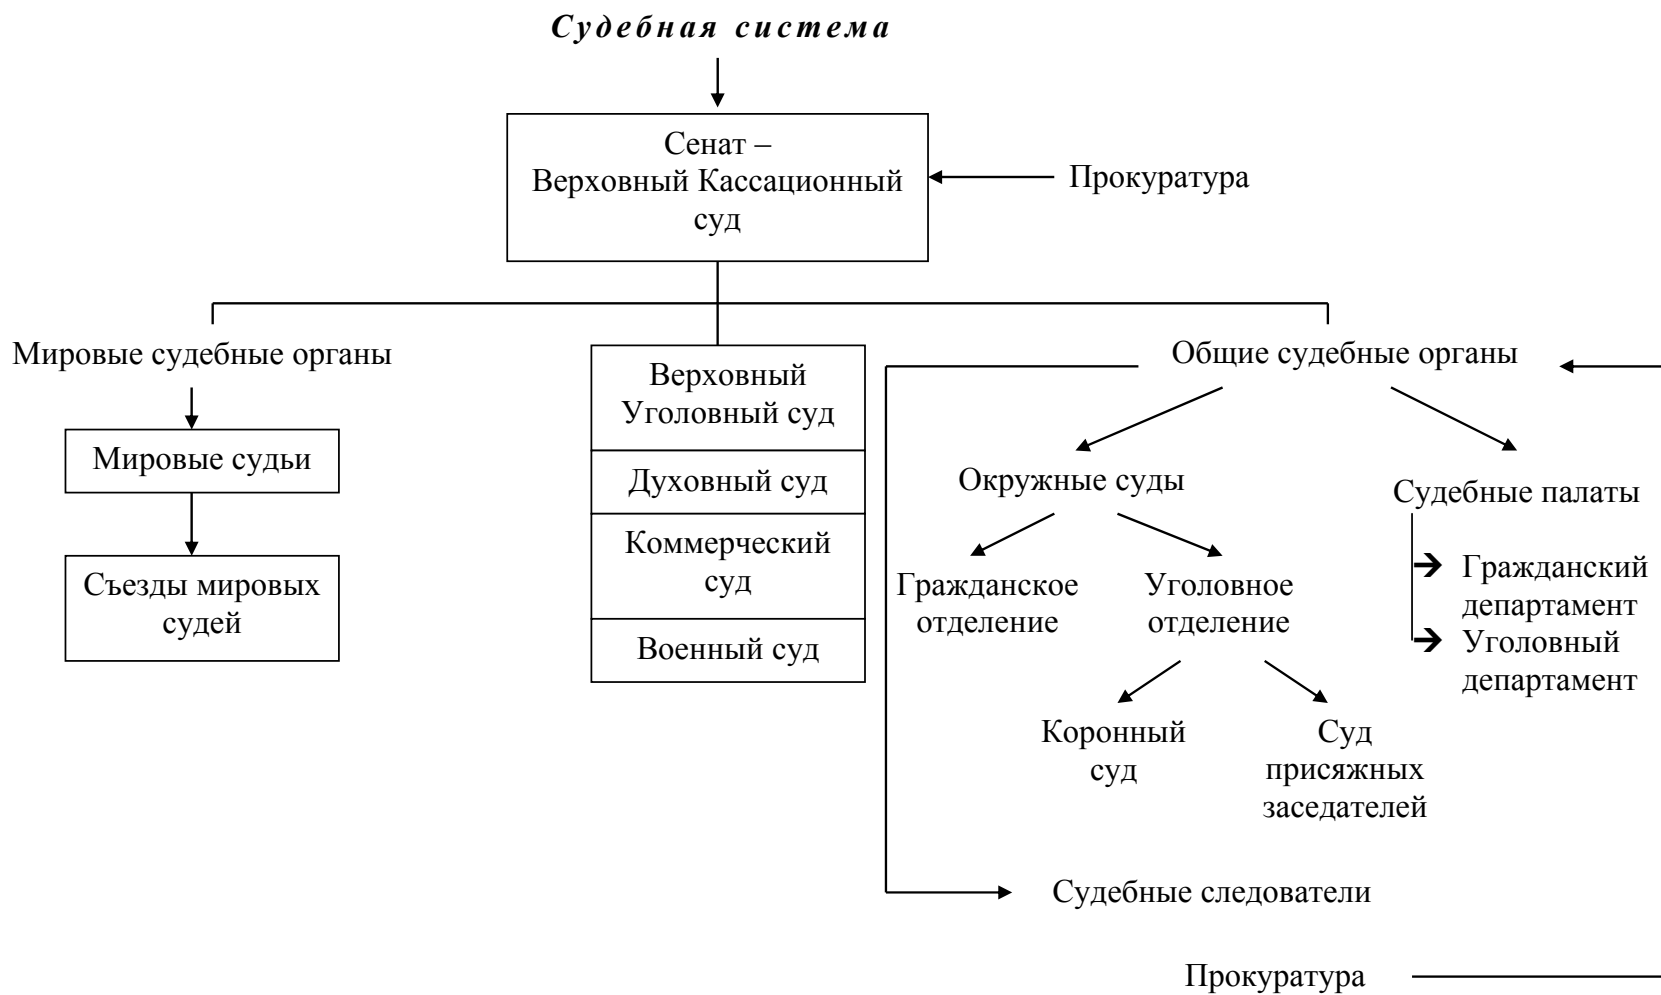 Судебная система
Сенат –
Верховный Кассационный
суд
Прокуратура
Мировые судебные органы
Мировые судьи
Съезды мировых
судей
Верховный
Уголовный суд
Духовный суд
Коммерческий
суд
Военный суд
Общие судебные органы
Окружные суды
Гражданское
отделение
Уголовное
отделение
Коронный
суд
Суд
присяжных
заседателей
Судебные палаты
Гражданский
департамент
Уголовный
департамент
Судебные следователи
Прокуратура